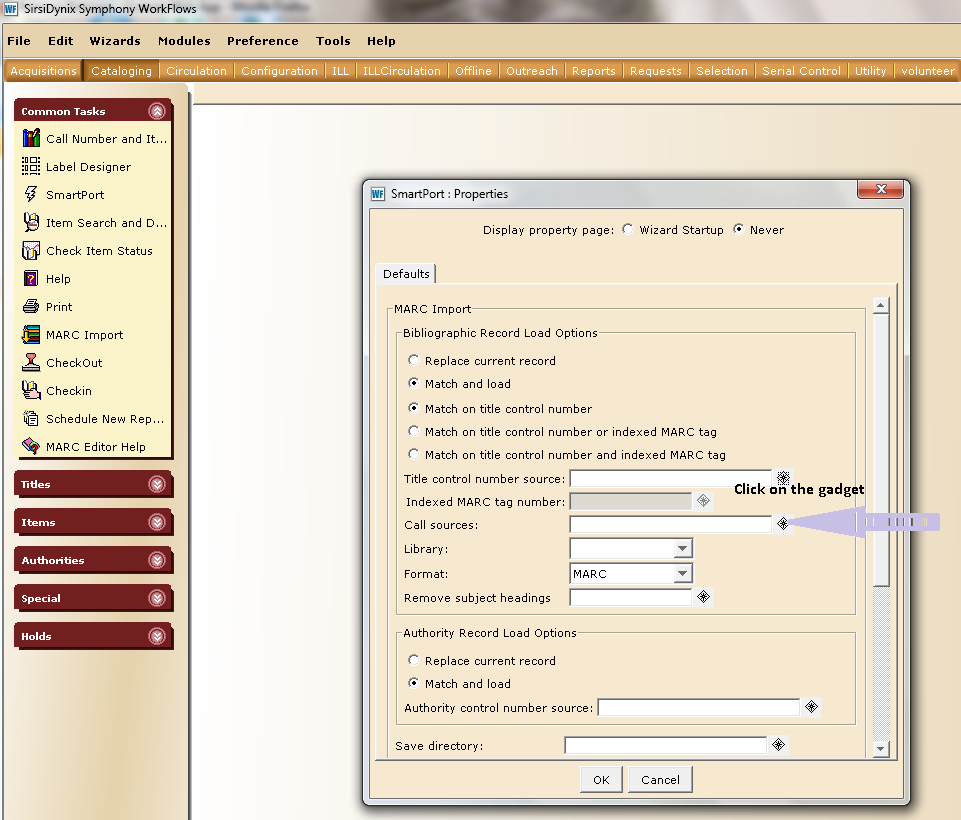 WF SirsiDynix Symphony WorkFlows
File Edit Wizards Modules Preference Tools Help
Acquisitions Cataloging Circulation Configuration ILL ILLCirculation Offline Outreach Reports Requests Selection Serial Control Utility volunteer
Common Tasks
Call Number and It...
Label Designer
SmartPort
Item Search and D...
Check Item Status
Help
Print
MARC Import
CheckOut
Checkin
Schedule New Rep...
MARC Editor Help
Titles
Items
Authorities
Special
Holds
WF SmartPort : Properties
Display property page: Wizard Startup Never
Defaults
MARC Import
Bibliographic Record Load Options
Replace current record
Match and load
Match on title control number
Match on title control number or indexed MARC tag
Match on title control number and indexed MARC tag
Title control number source:
Click on the gadget
Indexed MARC tag number:
Call sources:
Library:
Format: MARC
Remove subject headings
Authority Record Load Options
Replace current record
Match and load
Authority control number source:
Save directory:
OK Cancel